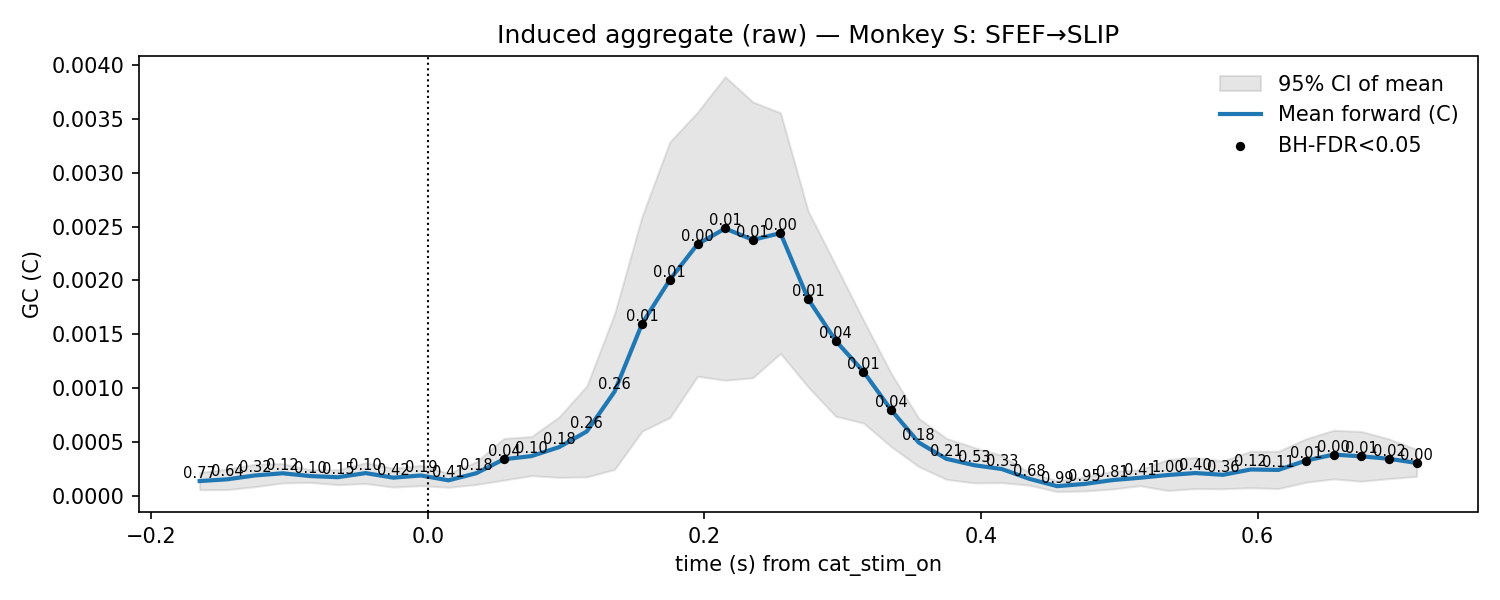 Induced aggregate (raw) — Monkey S: SFEF→SLIP
0.0040
0.0035
0.0030
0.0025
0.0020
0.0015
0.0010
0.0005
0.0000
GC (C)
95% CI of mean
Mean forward (C)
BH-FDR<0.05
0.77 0.64 0.32 0.12 0.10 0.15 0.10 0.42 0.19 0.41 0.18 0.04 0.10 0.18 0.26 0.26 0.01 0.01 0.00 0.01 0.01 0.00 0.01 0.04 0.01 0.04 0.18 0.21 0.53 0.33 0.68 0.99 0.95 0.81 0.41 1.00 0.40 0.36 0.12 0.11 0.01 0.00 0.01 0.02 0.00
−0.2 0.0 0.2 0.4 0.6
time (s) from cat_stim_on